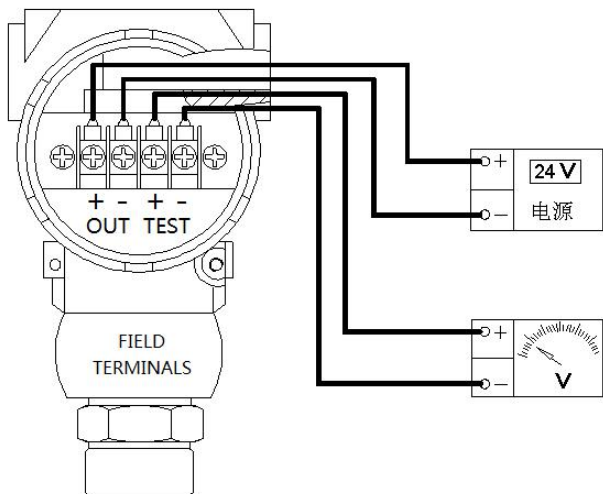 + - + -
OUT TEST
FIELD
TERMINALS
+ 24 V
- 电源
+
- V